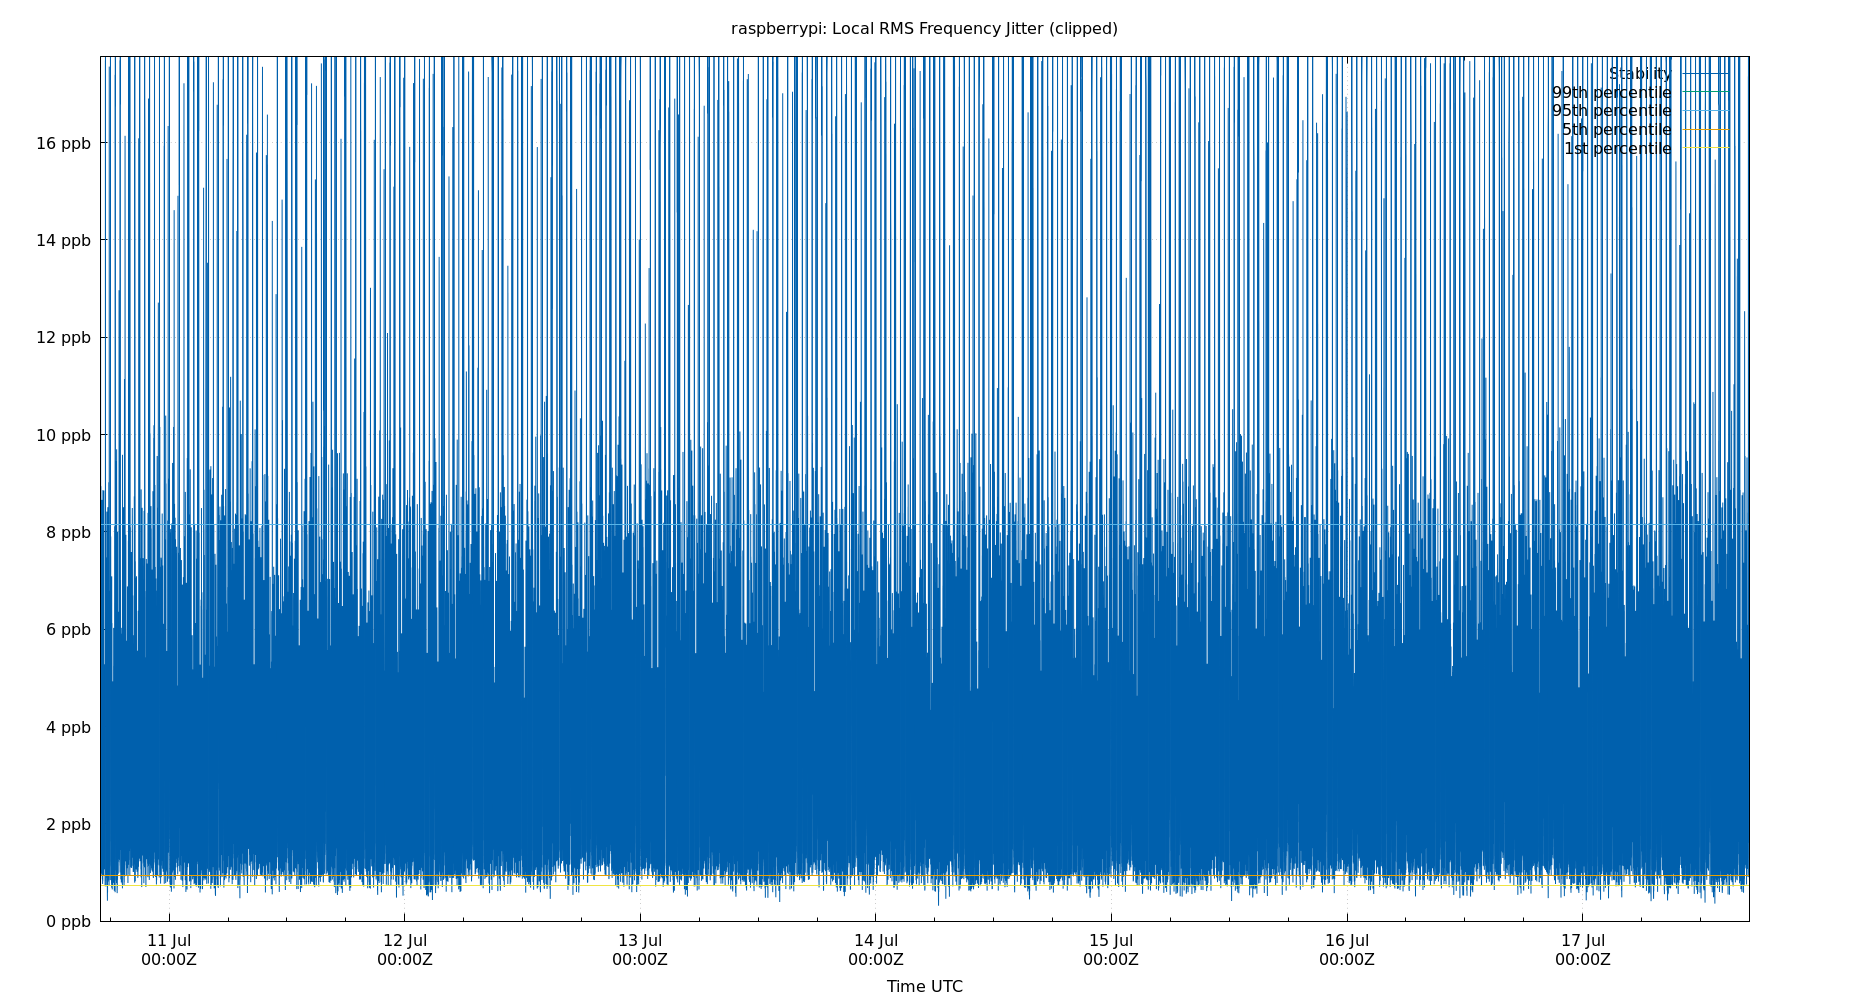 raspberrypi: Local RMS Frequency Jitter (clipped)
Stability
99th percentile
95th percentile
5th percentile
1st percentile
16 ppb
14 ppb
12 ppb
10 ppb
8 ppb
6 ppb
4 ppb
2 ppb
0 ppb
11 Jul 12 Jul 13 Jul 14 Jul 15 Jul 16 Jul 17 Jul
00:00Z 00:00Z 00:00Z 00:00Z 00:00Z 00:00Z 00:00Z
Time UTC